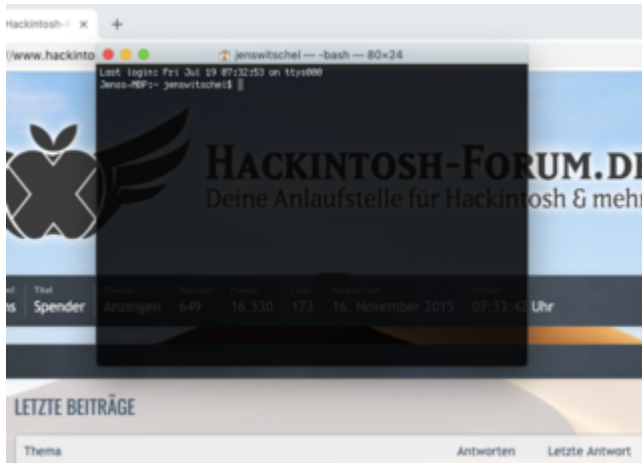 Hackintosh-F × +
/www.hackinto
jenswitschel — -bash — 80×24
Last login: Fri Jul 19 07:32:53 on ttys000
Jenss-MBP:~ jenswitschel$
HACKINTOSH-FORUM.DE
Deine Anlaufstelle für Hackintosh & mehr
Titel
Spender Anzeigen 649 16.530 173 16. November 2015 07:33:42 Uhr
LETZTE BEITRÄGE
Thema Antworten Letzte Antwort